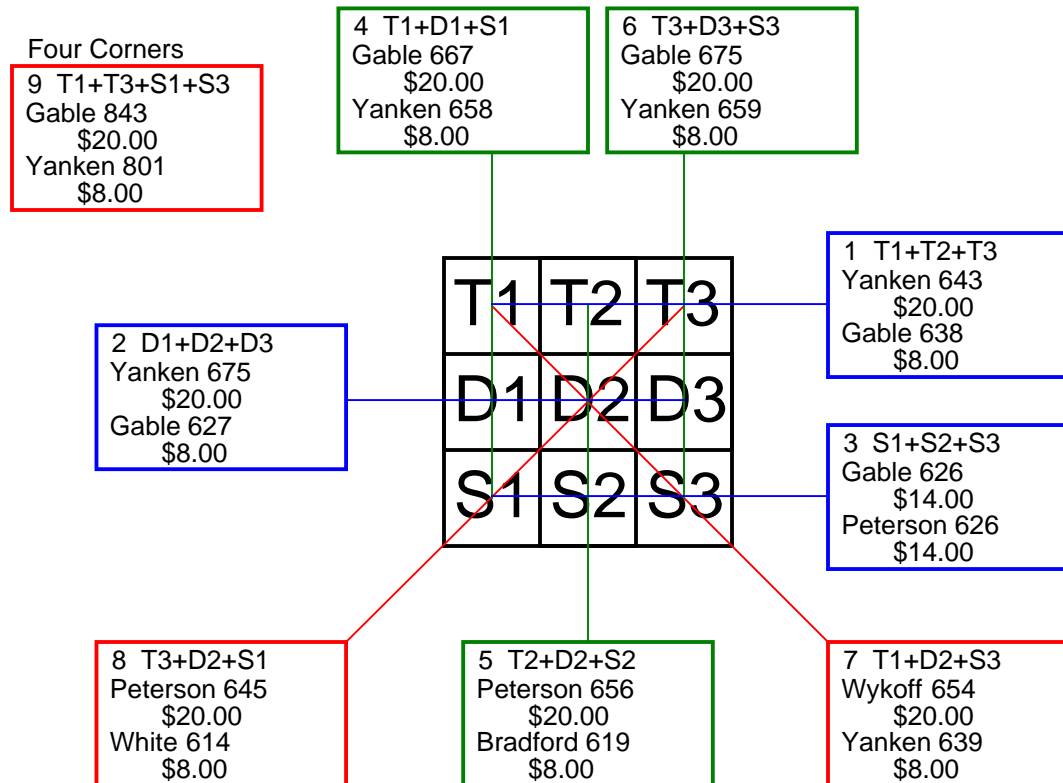 Four Corners
9 T1+T3+S1+S3
Gable 843
$20.00
Yanken 801
$8.00
4 T1+D1+S1
Gable 667
$20.00
Yanken 658
$8.00
6 T3+D3+S3
Gable 675
$20.00
Yanken 659
$8.00
1 T1+T2+T3
Yanken 643
$20.00
Gable 638
$8.00
2 D1+D2+D3
Yanken 675
$20.00
Gable 627
$8.00
T1 T2 T3
D1 D2 D3
S1 S2 S3
3 S1+S2+S3
Gable 626
$14.00
Peterson 626
$14.00
8 T3+D2+S1
Peterson 645
$20.00
White 614
$8.00
5 T2+D2+S2
Peterson 656
$20.00
Bradford 619
$8.00
7 T1+D2+S3
Wykoff 654
$20.00
Yanken 639
$8.00